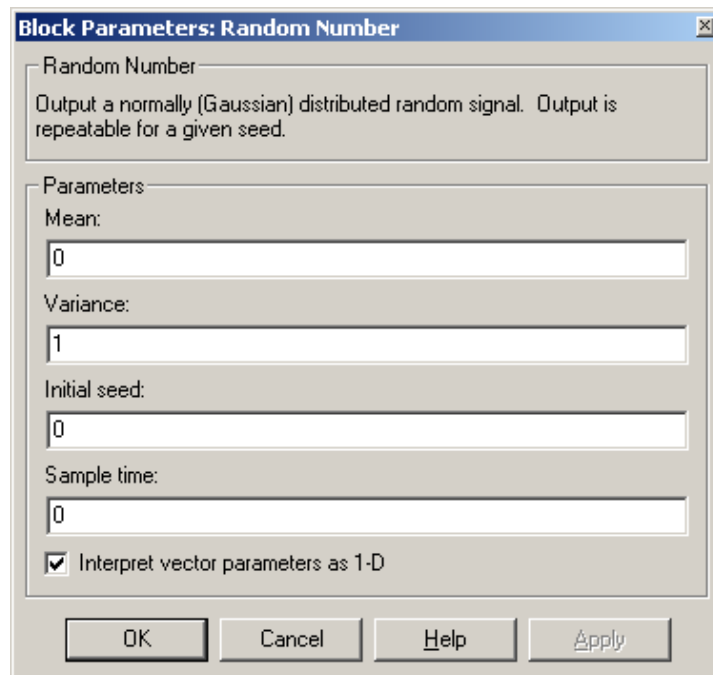 Block Parameters: Random Number
Random Number
Output a normally (Gaussian) distributed random signal. Output is
repeatable for a given seed.
Parameters
Mean:
0
Variance:
1
Initial seed:
0
Sample time:
0
Interpret vector parameters as 1-D
OK Cancel Help Apply